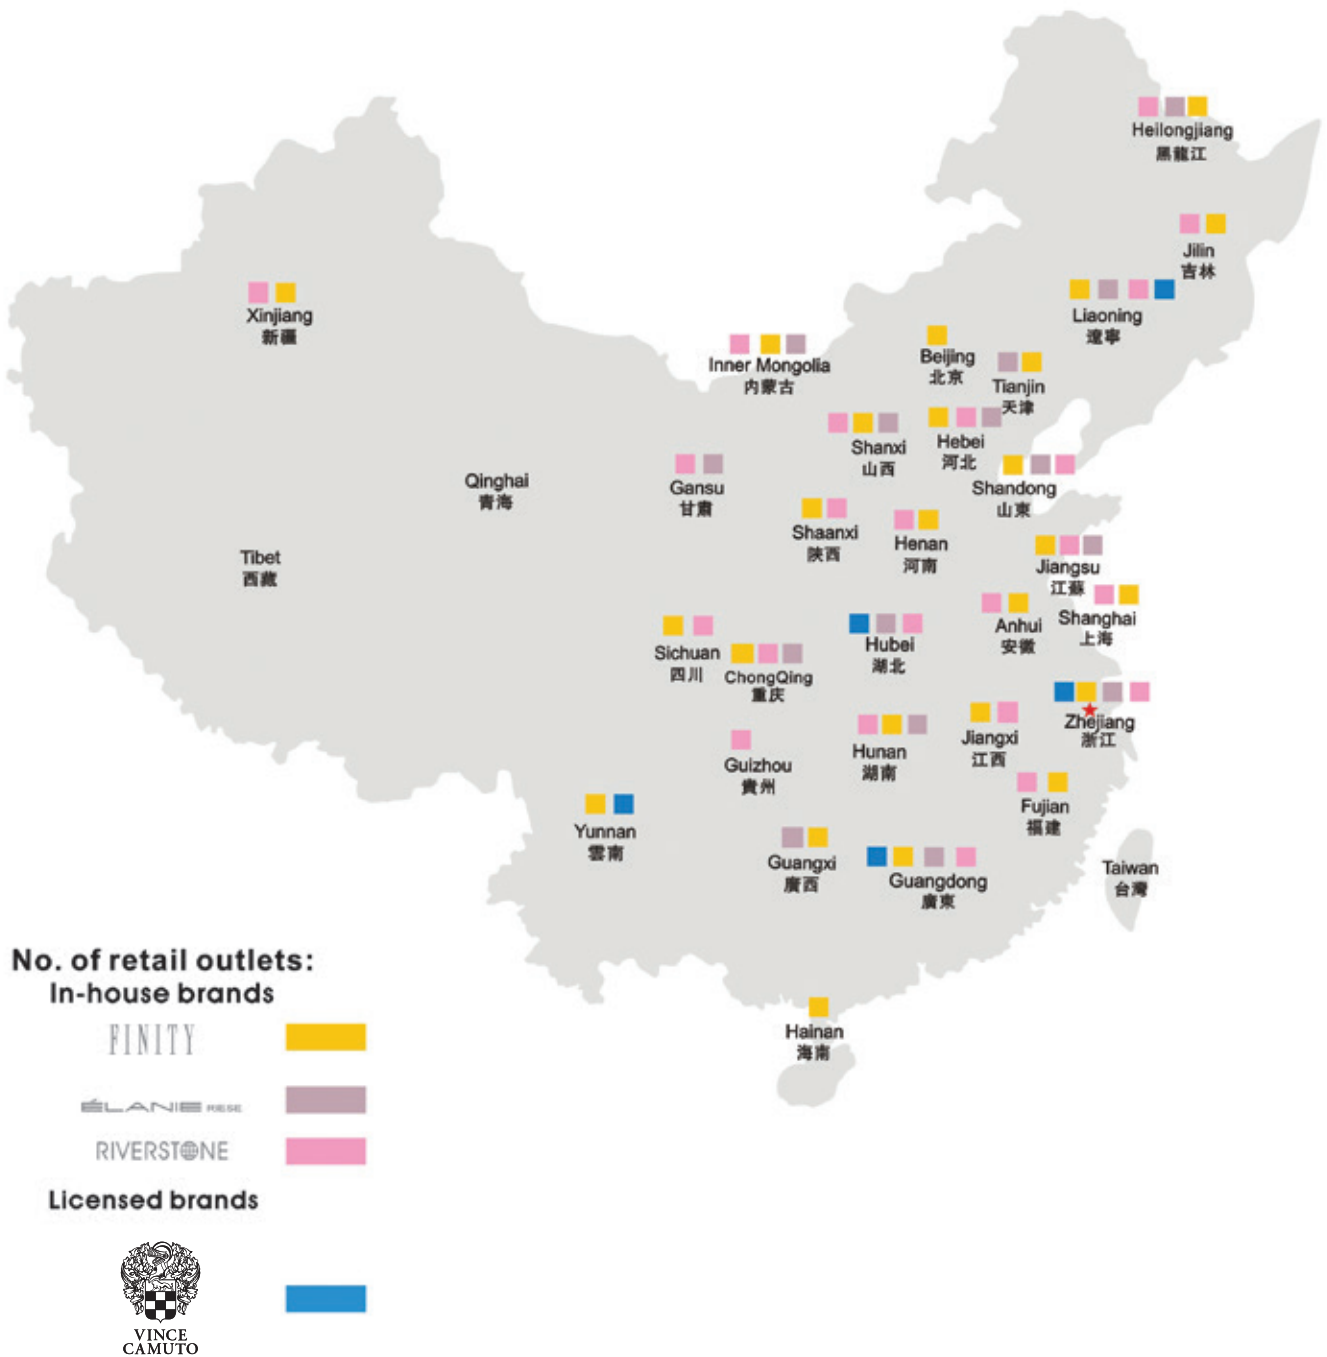 Heilongjiang
黑龍江
Jilin
吉林
Xinjiang
新疆
Liaoning
遼寧
Beijing
北京
Inner Mongolia
内蒙古
Tianjin
天津
Shanxi
山西
Hebei
河北
Qinghai
青海
Gansu
甘肅
Shandong
山東
Shaanxi
陝西
Henan
河南
Tibet
西藏
Jiangsu
江蘇
Anhui
安徽
Shanghai
上海
Sichuan
四川
ChongQing
重庆
Hubei
湖北
Zhejiang
浙江
Guizhou
貴州
Hunan
湖南
Jiangxi
江西
Fujian
福建
Yunnan
雲南
Guangxi
廣西
Guangdong
廣東
Taiwan
台灣
Hainan
海南
No. of retail outlets:
In-house brands
FINITY
ÉLANIE RIESE
RIVERSTONE
Licensed brands
VINCE
CAMUTO